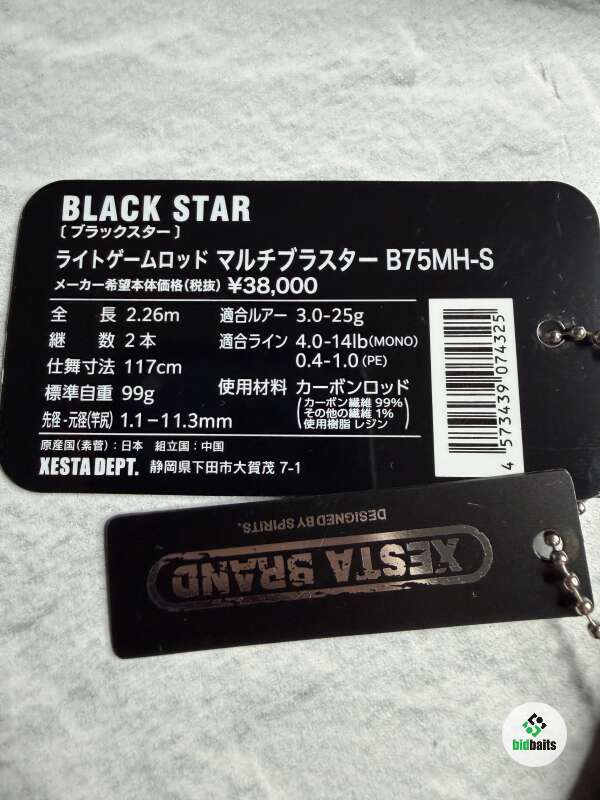 BLACK STAR
〔ブラックスター〕
ライトゲームロッド マルチブラスター B75MH-S
メーカー希望本体価格(税抜) ¥38,000
全長 2.26m 適合ルアー 3.0-25g
継数 2本 適合ライン 4.0-14lb(MONO)
0.4-1.0(PE)
仕舞寸法 117cm
標準自重 99g 使用材料 カーボンロッド
(カーボン繊維 99%
その他の繊維 1%
使用樹脂 レジン)
先径-元径(竿尻) 1.1-11.3mm
原産国(素菅):日本 組立国:中国
XESTA DEPT. 静岡県下田市大賀茂 7-1
4 573439 074325
DESIGNED BY SPIRITS.
XESTA BRAND
bidbaits